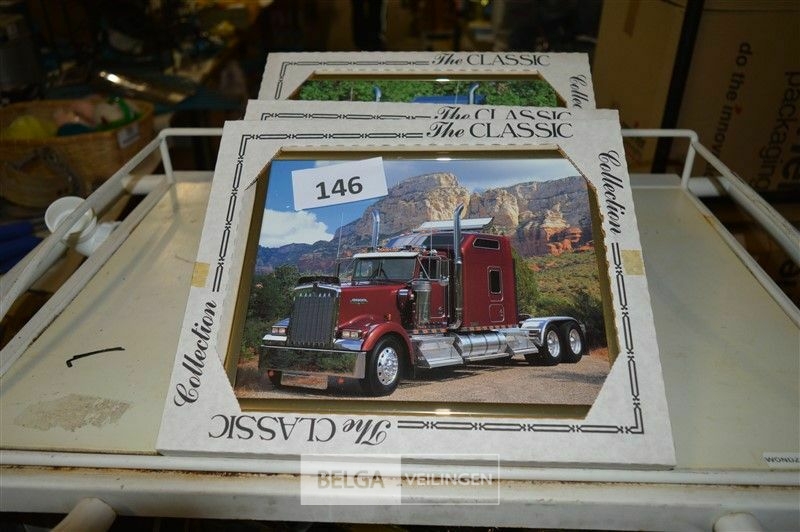 The CLASSIC
Collection
The CLASSIC
The CLASSIC
Collection
146
Collection
The CLASSIC
do the innov
packaging
BELGA VEILINGEN